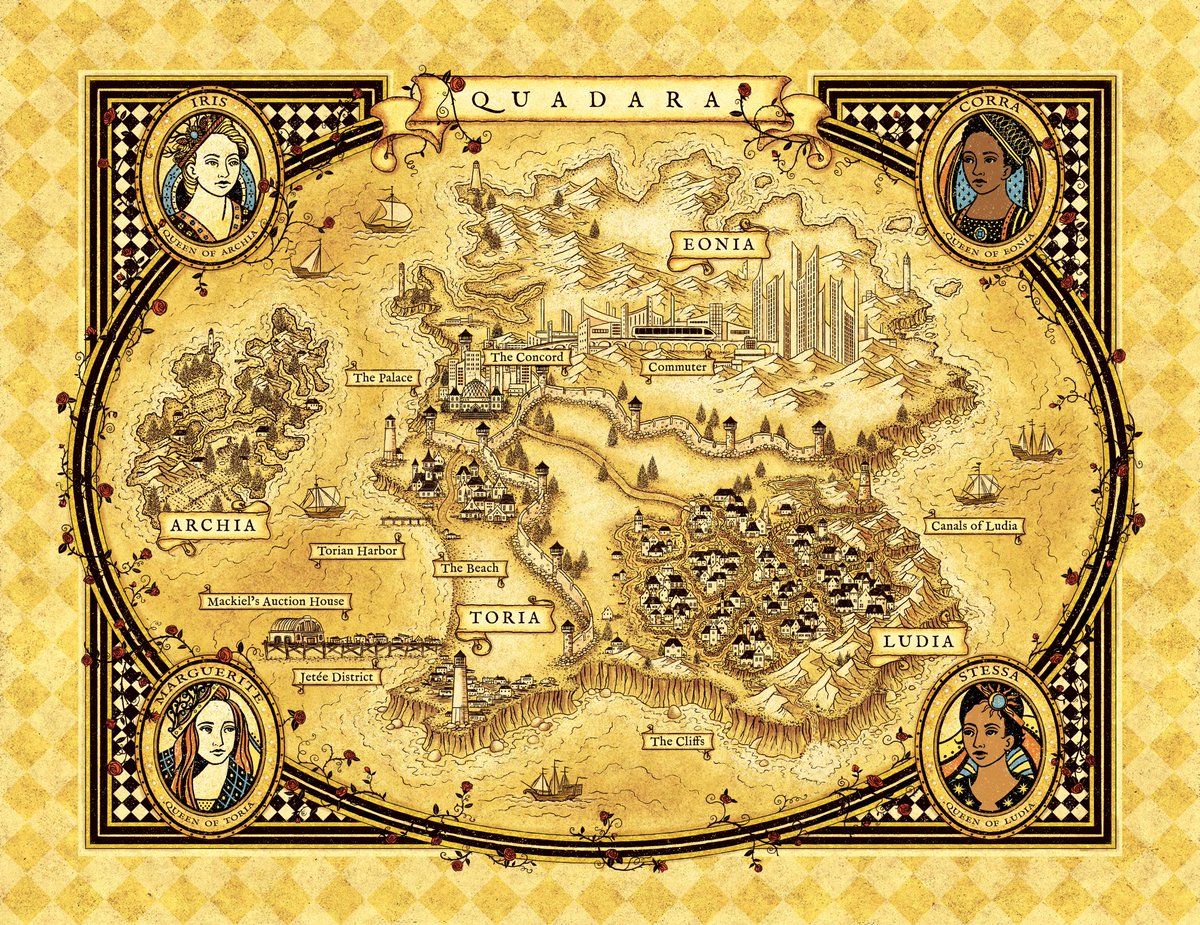 QUADARA
IRIS
QUEEN OF ARCHIA
CORRA
QUEEN OF EONIA
EONIA
The Concord
Commuter
The Palace
ARCHIA
Canals of Ludia
Torian Harbor
The Beach
Mackiel's Auction House
TORIA
LUDIA
Jetée District
The Cliffs
MARGUERITE
QUEEN OF TORIA
STESSA
QUEEN OF LUDIA